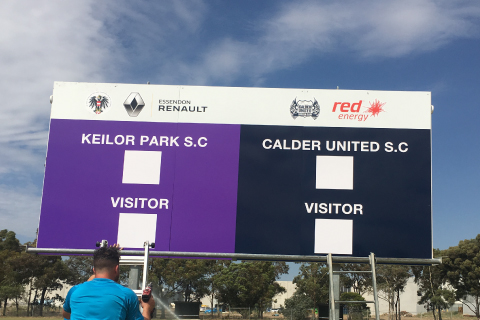 ESSENDON
RENAULT
red
energy
KEILOR PARK S.C
CALDER UNITED S.C
VISITOR
VISITOR